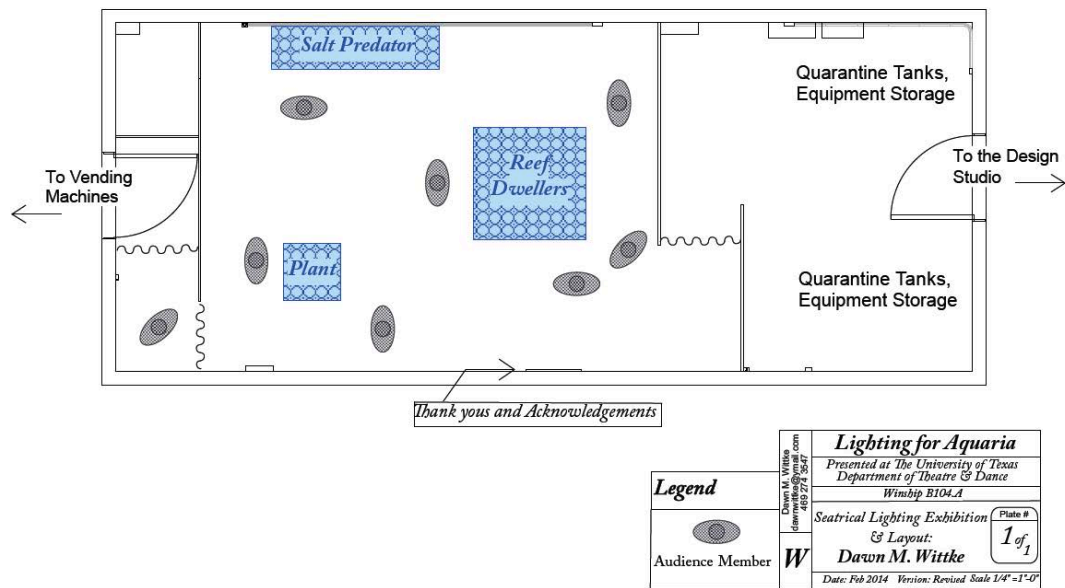 Salt Predator
Quarantine Tanks,
Equipment Storage
To Vending
Machines
Reef
Dwellers
To the Design
Studio
Plant
Quarantine Tanks,
Equipment Storage
Thank yous and Acknowledgements
Legend
Audience Member
Dawn M. Wittke
dawnwittke@ymail.com
469 274 3547
W
Lighting for Aquaria
Presented at The University of Texas
Department of Theatre & Dance
Winship B104.A
Seatrical Lighting Exhibition
& Layout:
Dawn M. Wittke
Plate #
1 of 1
Date: Feb 2014 Version: Revised Scale 1/4" =1'-0"